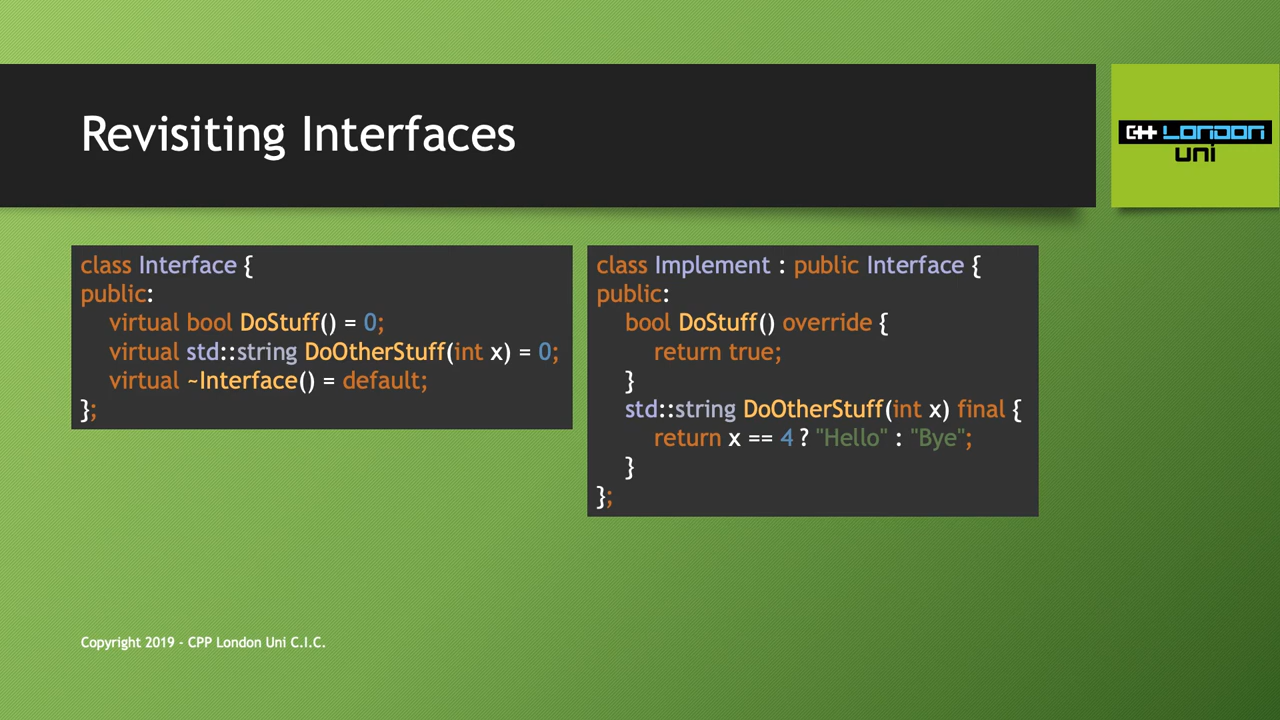 Revisiting Interfaces
C++ LONDON
uni
class Interface {
public:
virtual bool DoStuff() = 0;
virtual std::string DoOtherStuff(int x) = 0;
virtual ~Interface() = default;
};
class Implement : public Interface {
public:
bool DoStuff() override {
return true;
}
std::string DoOtherStuff(int x) final {
return x == 4 ? "Hello" : "Bye";
}
};
Copyright 2019 - CPP London Uni C.I.C.